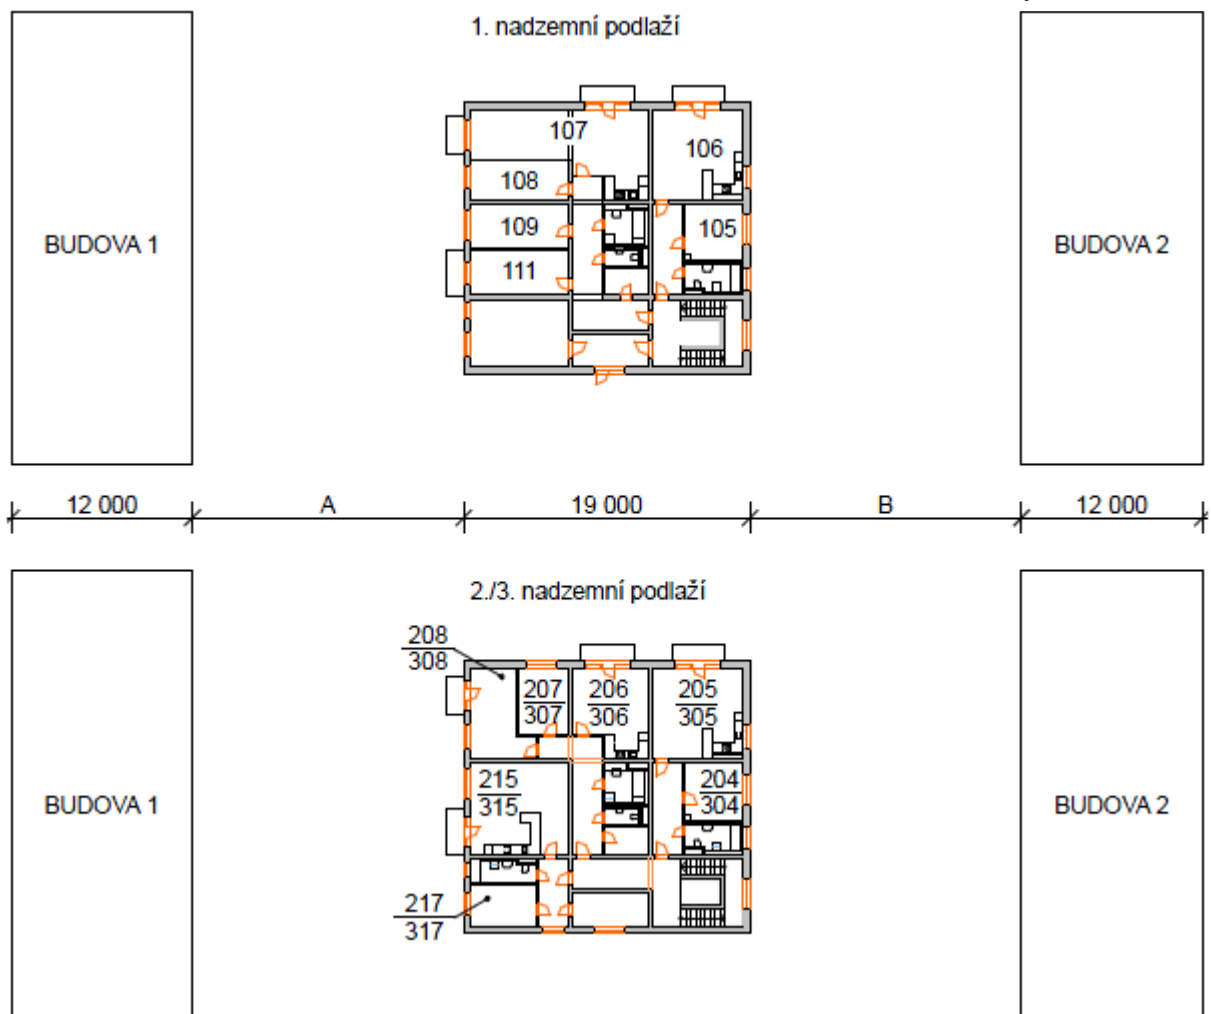 1. nadzemní podlaží
107
106
108
109
105
111
BUDOVA 1
BUDOVA 2
12 000
A
19 000
B
12 000
2./3. nadzemní podlaží
208
308
207
307
206
306
205
305
215
315
204
304
BUDOVA 1
BUDOVA 2
217
317